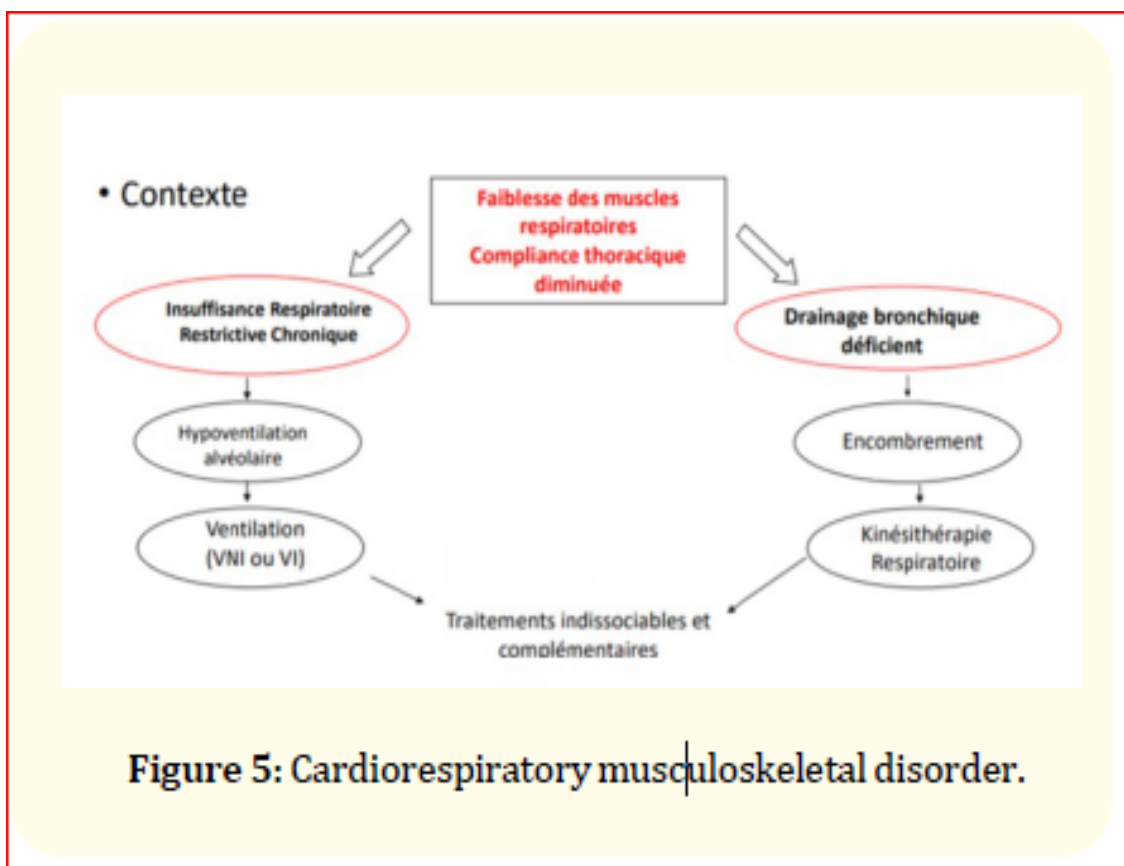 • Contexte
Faiblesse des muscles
respiratoires
Compliance thoracique
diminuée
Insuffisance Respiratoire
Restrictive Chronique
Drainage bronchique
déficient
Hypoventilation
alvéolaire
Encombrement
Ventilation
(VNI ou VI)
Kinésithérapie
Respiratoire
Traitements indissociables et
complémentaires
Figure 5: Cardiorespiratory musculoskeletal disorder.